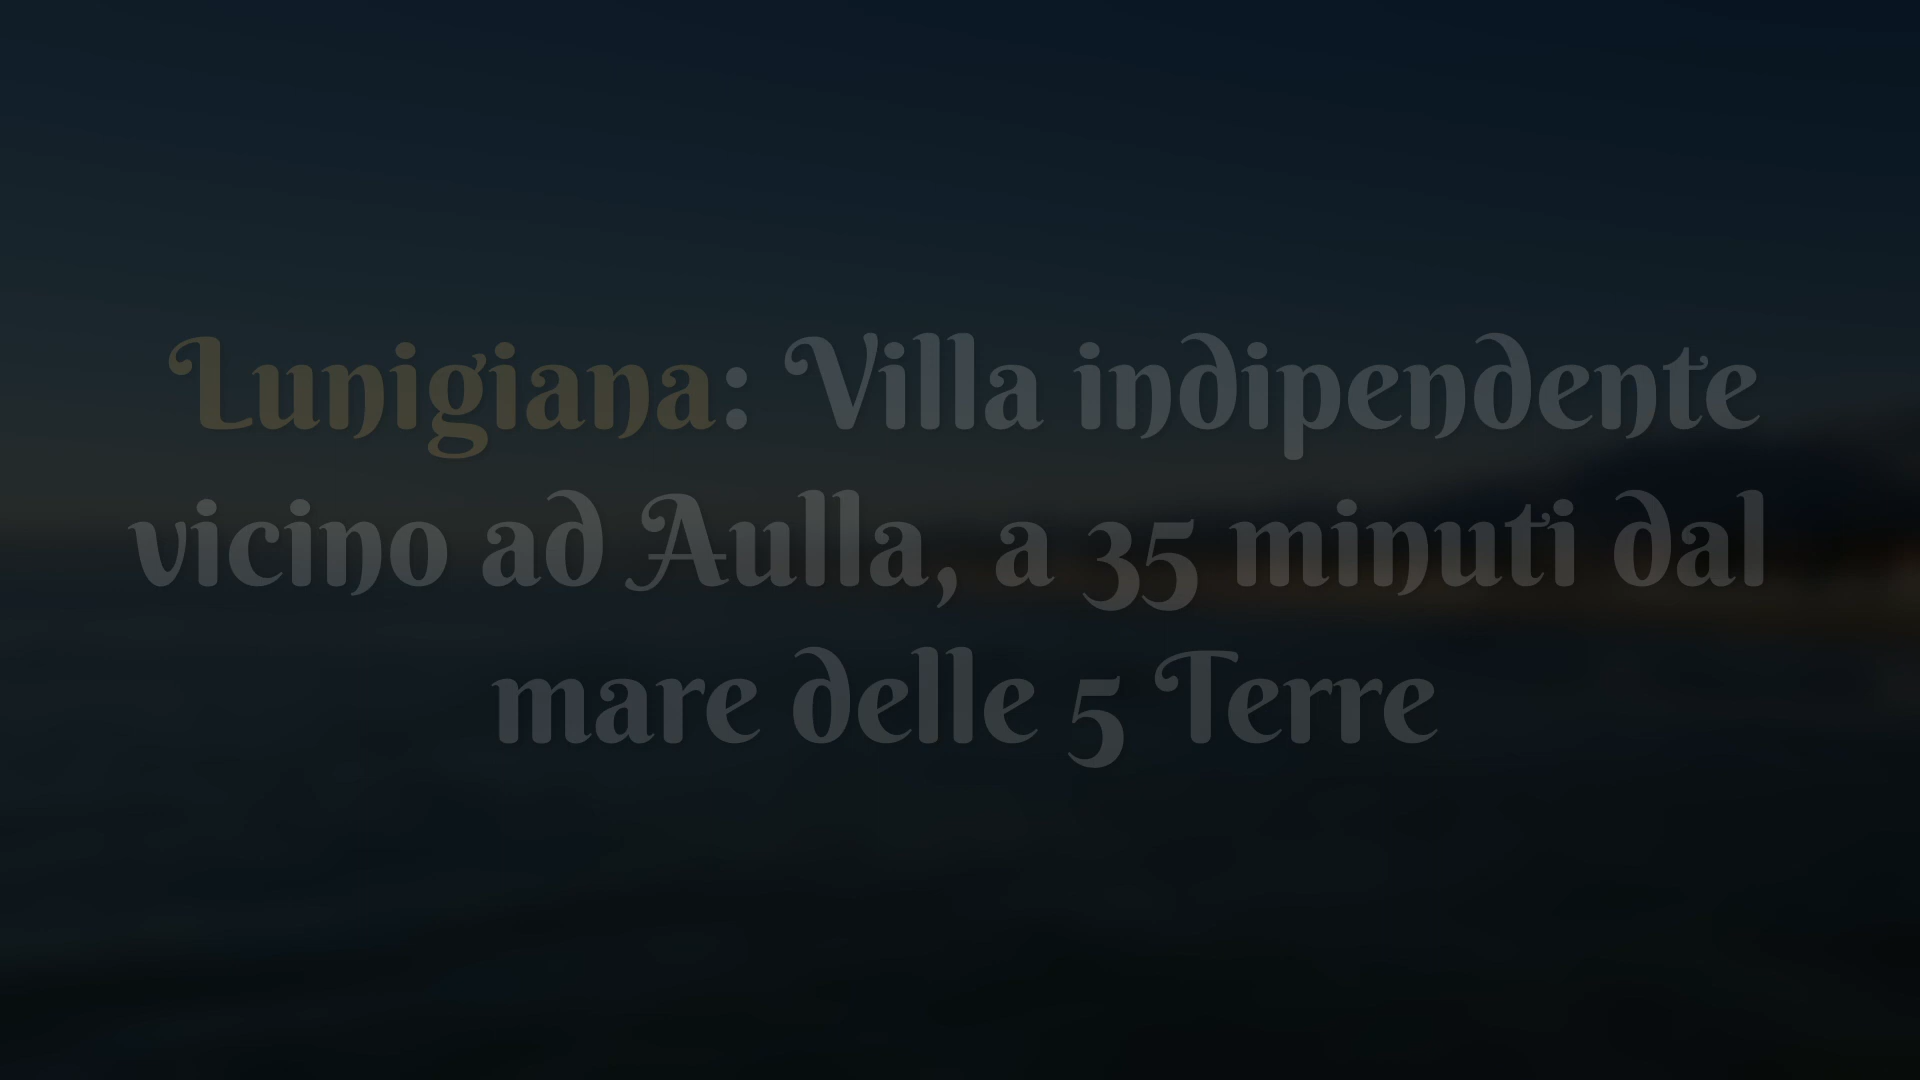 Lunigiana: Villa indipendente
vicino ad Aulla, a 35 minuti dal
mare delle 5 Terre